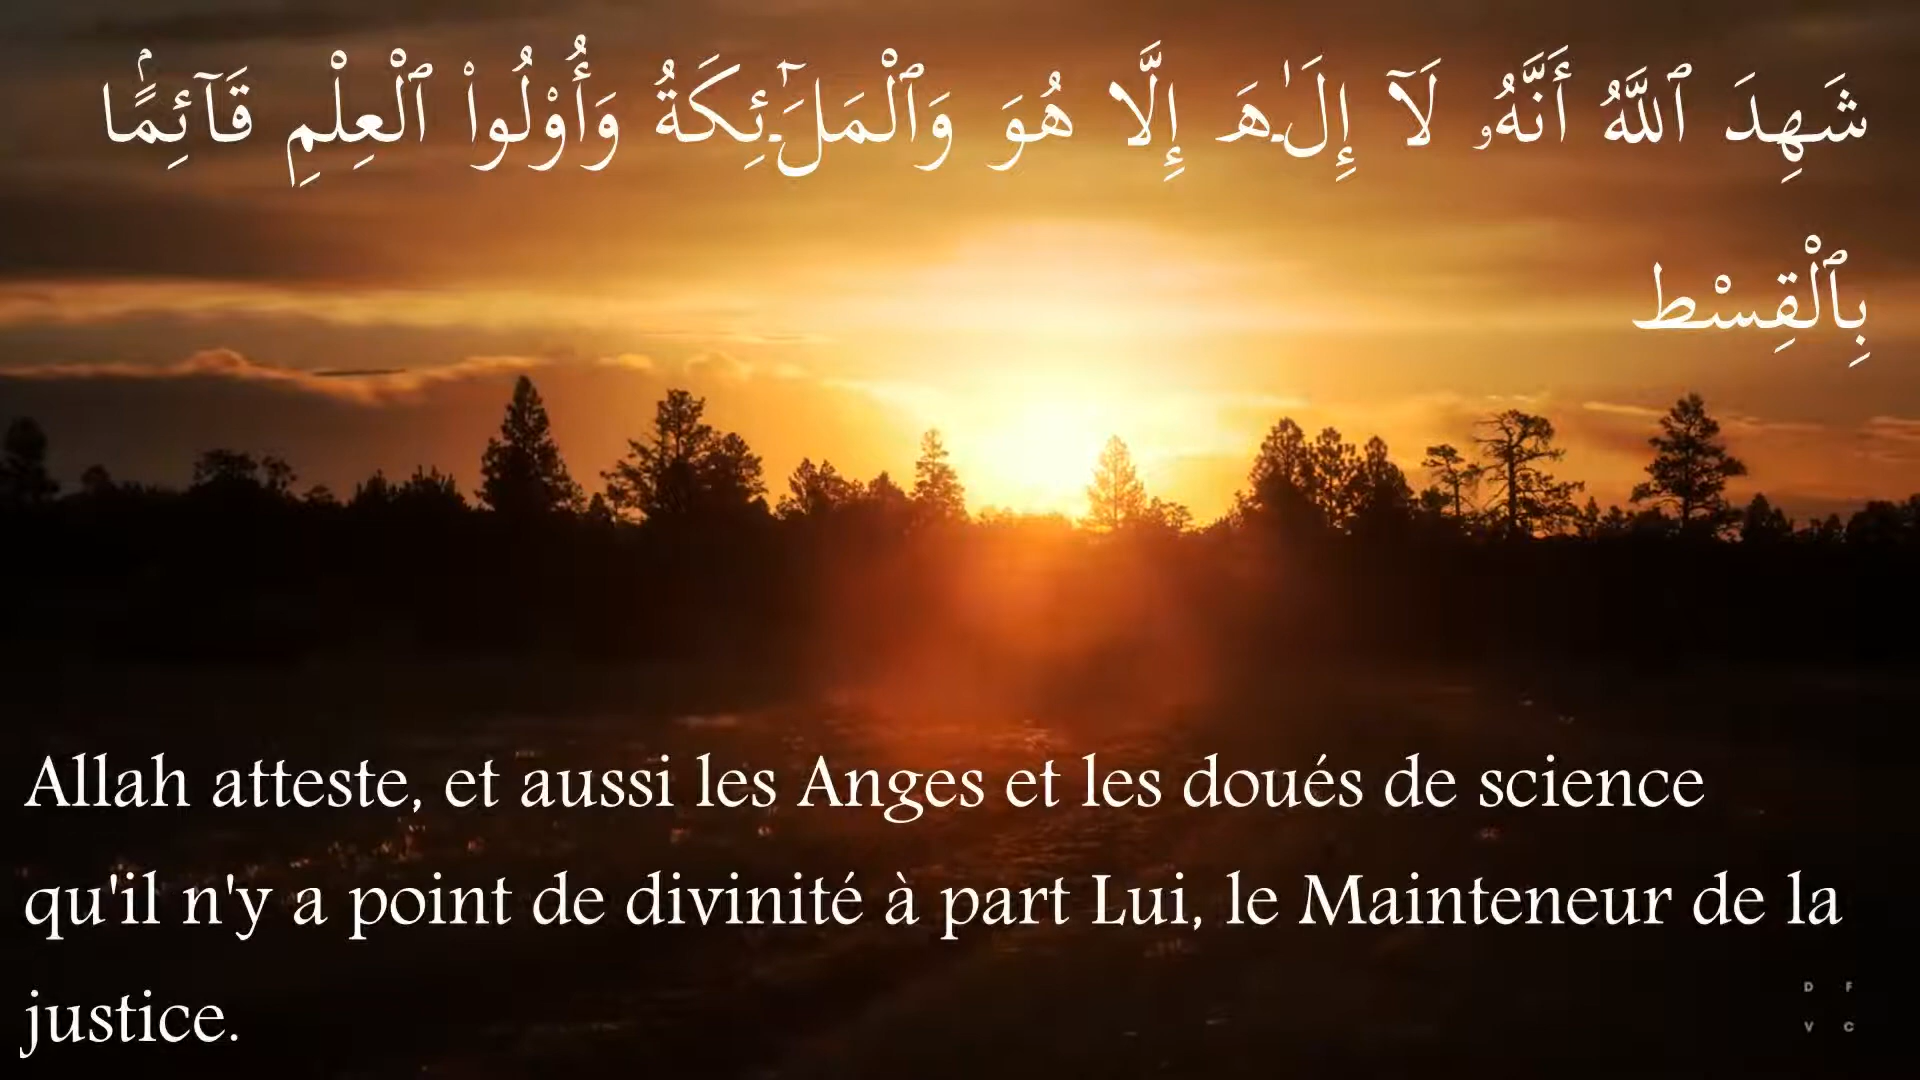 شَهِدَ ٱللَّهُ أَنَّهُۥ لَآ إِلَـٰهَ إِلَّا هُوَ وَٱلْمَلَـٰٓئِكَةُ وَأُو۟لُوا۟ ٱلْعِلْمِ قَآئِمًۢا
بِٱلْقِسْط
Allah atteste, et aussi les Anges et les doués de science
qu'il n'y a point de divinité à part Lui, le Mainteneur de la
justice.
D F
V C